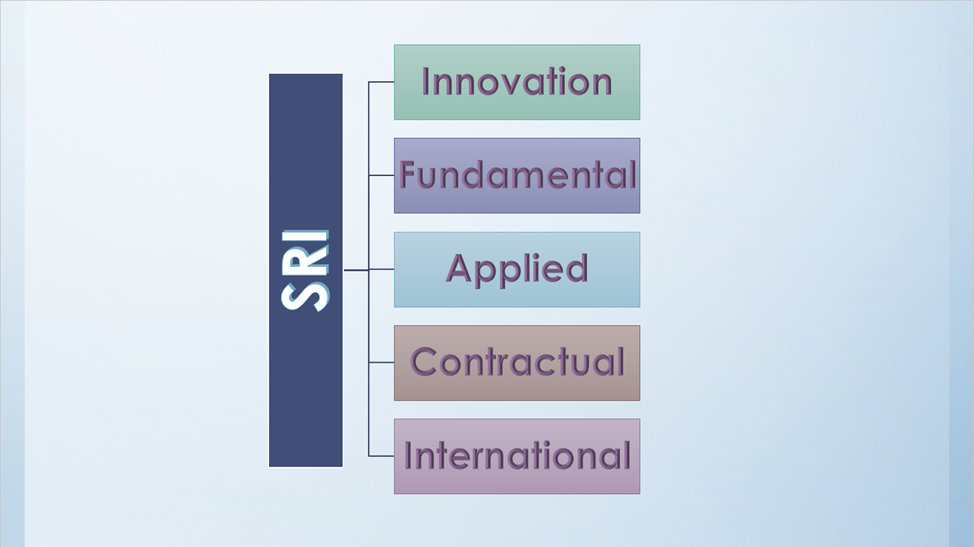 SRI
Innovation
Fundamental
Applied
Contractual
International